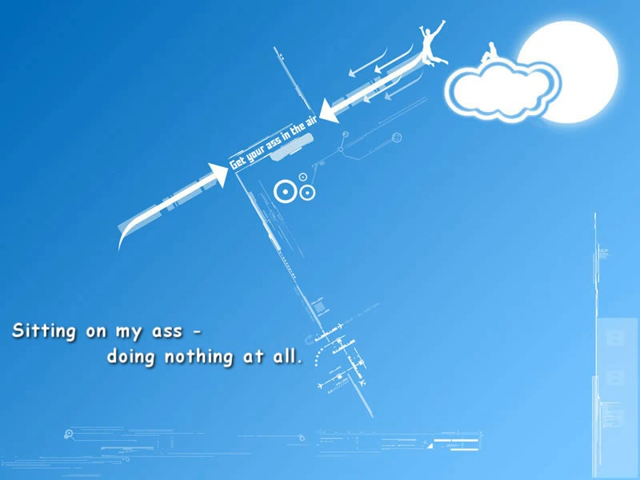 Get your ass in the air
Sitting on my ass -
doing nothing at all.